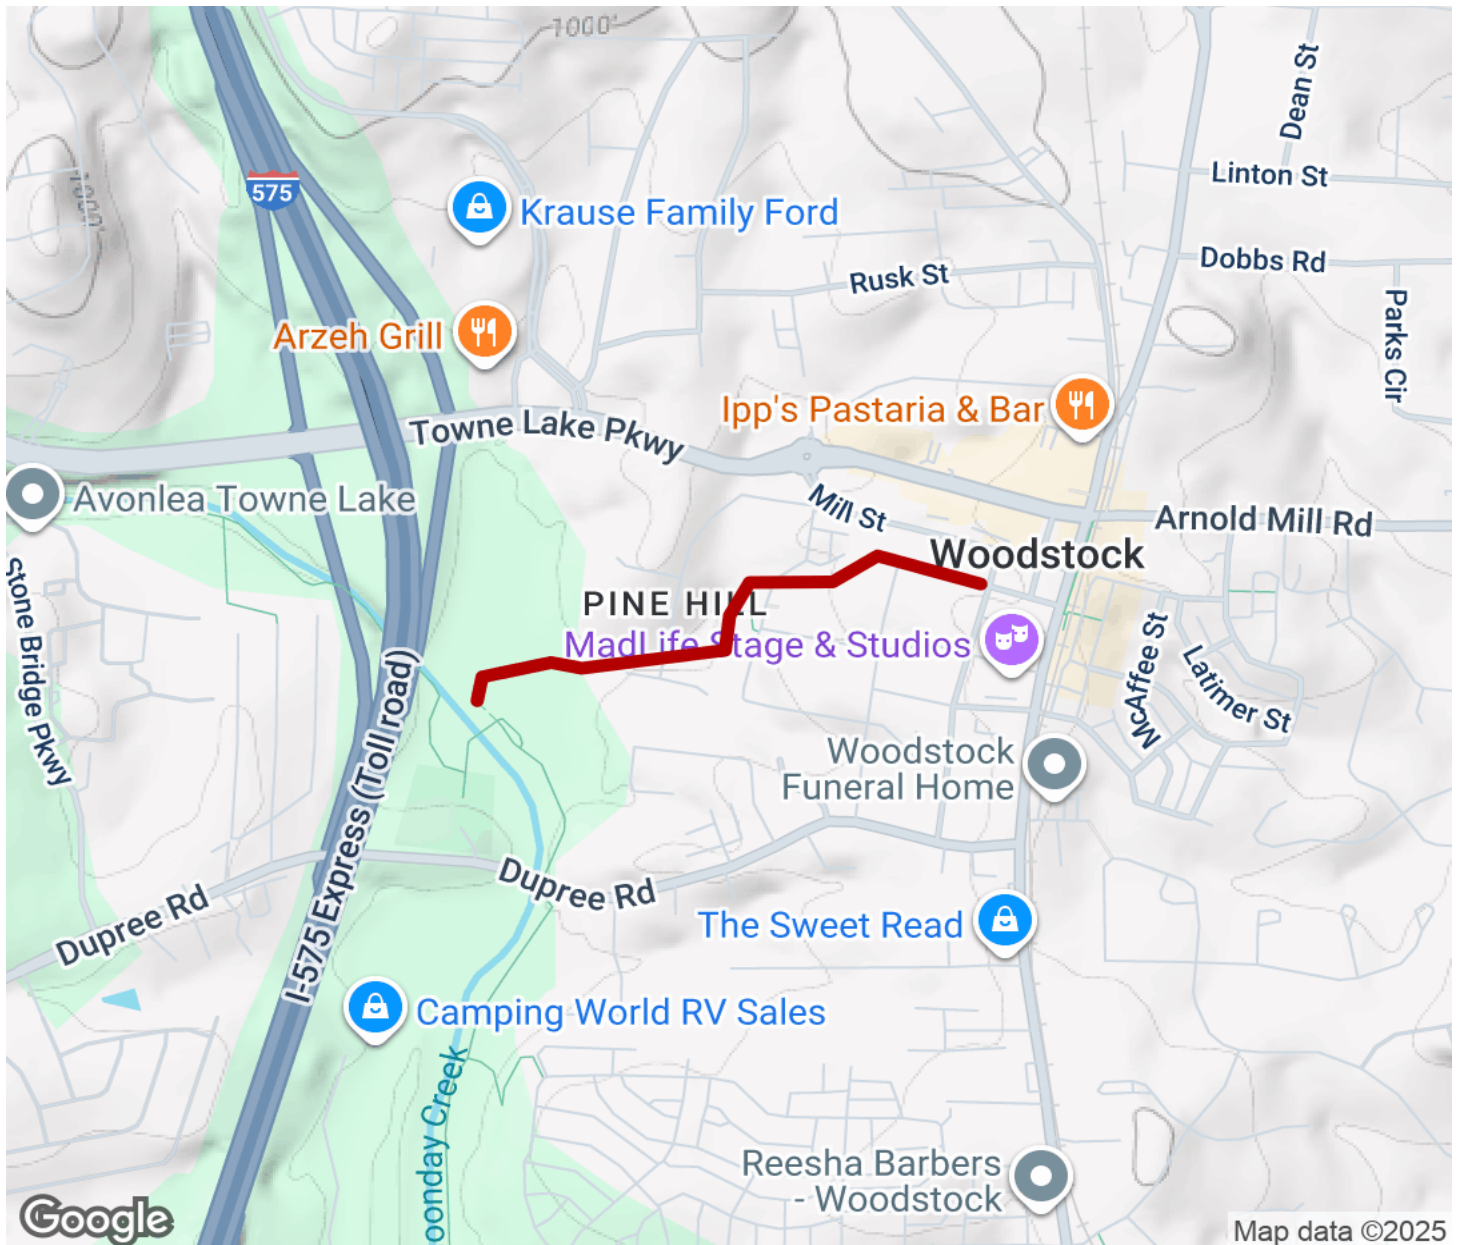 1000'
Dean St
Linton St
1000'
575
Krause Family Ford
Dobbs Rd
Rusk St
Parks Cir
Arzeh Grill
Ipp's Pastaria & Bar
Towne Lake Pkwy
Avonlea Towne Lake
Mill St
Arnold Mill Rd
Woodstock
Stone Bridge Pkwy
PINE HILL
MadLife Stage & Studios
McAffee St
Latimer St
I-575 Express (Toll road)
Woodstock
Funeral Home
Dupree Rd
Dupree Rd
The Sweet Read
Camping World RV Sales
oonday Creek
Reesha Barbers
- Woodstock
Google
Map data ©2025